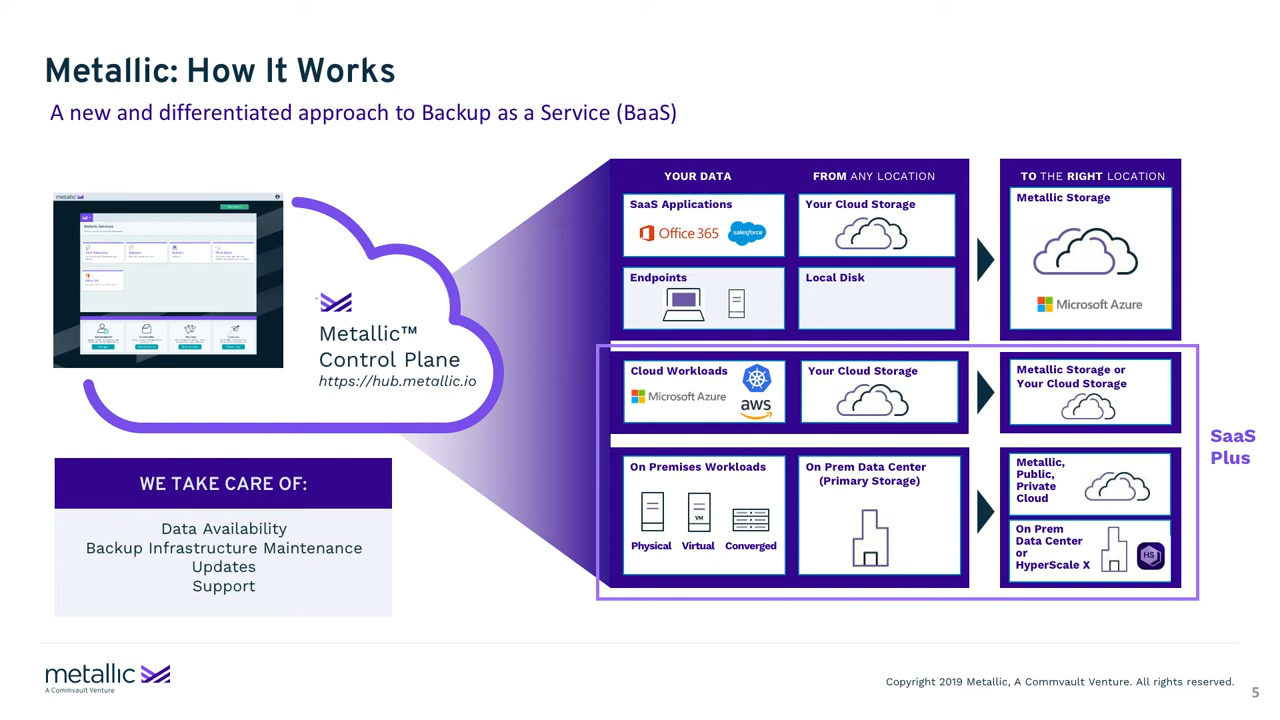 Metallic: How It Works
A new and differentiated approach to Backup as a Service (BaaS)
metallic
Metallic Services
Metallic™
Control Plane
https://hub.metallic.io
WE TAKE CARE OF:
Data Availability
Backup Infrastructure Maintenance
Updates
Support
YOUR DATA
FROM ANY LOCATION
TO THE RIGHT LOCATION
SaaS Applications
Office 365
salesforce
Your Cloud Storage
Metallic Storage
Microsoft Azure
Endpoints
Local Disk
Cloud Workloads
Microsoft Azure
aws
Your Cloud Storage
Metallic Storage or
Your Cloud Storage
SaaS
Plus
On Premises Workloads
VM
Physical
Virtual
Converged
On Prem Data Center
(Primary Storage)
Metallic,
Public,
Private
Cloud
On Prem
Data Center
or
HyperScale X
HS
metallic
A Commvault Venture
Copyright 2019 Metallic, A Commvault Venture. All rights reserved.
5